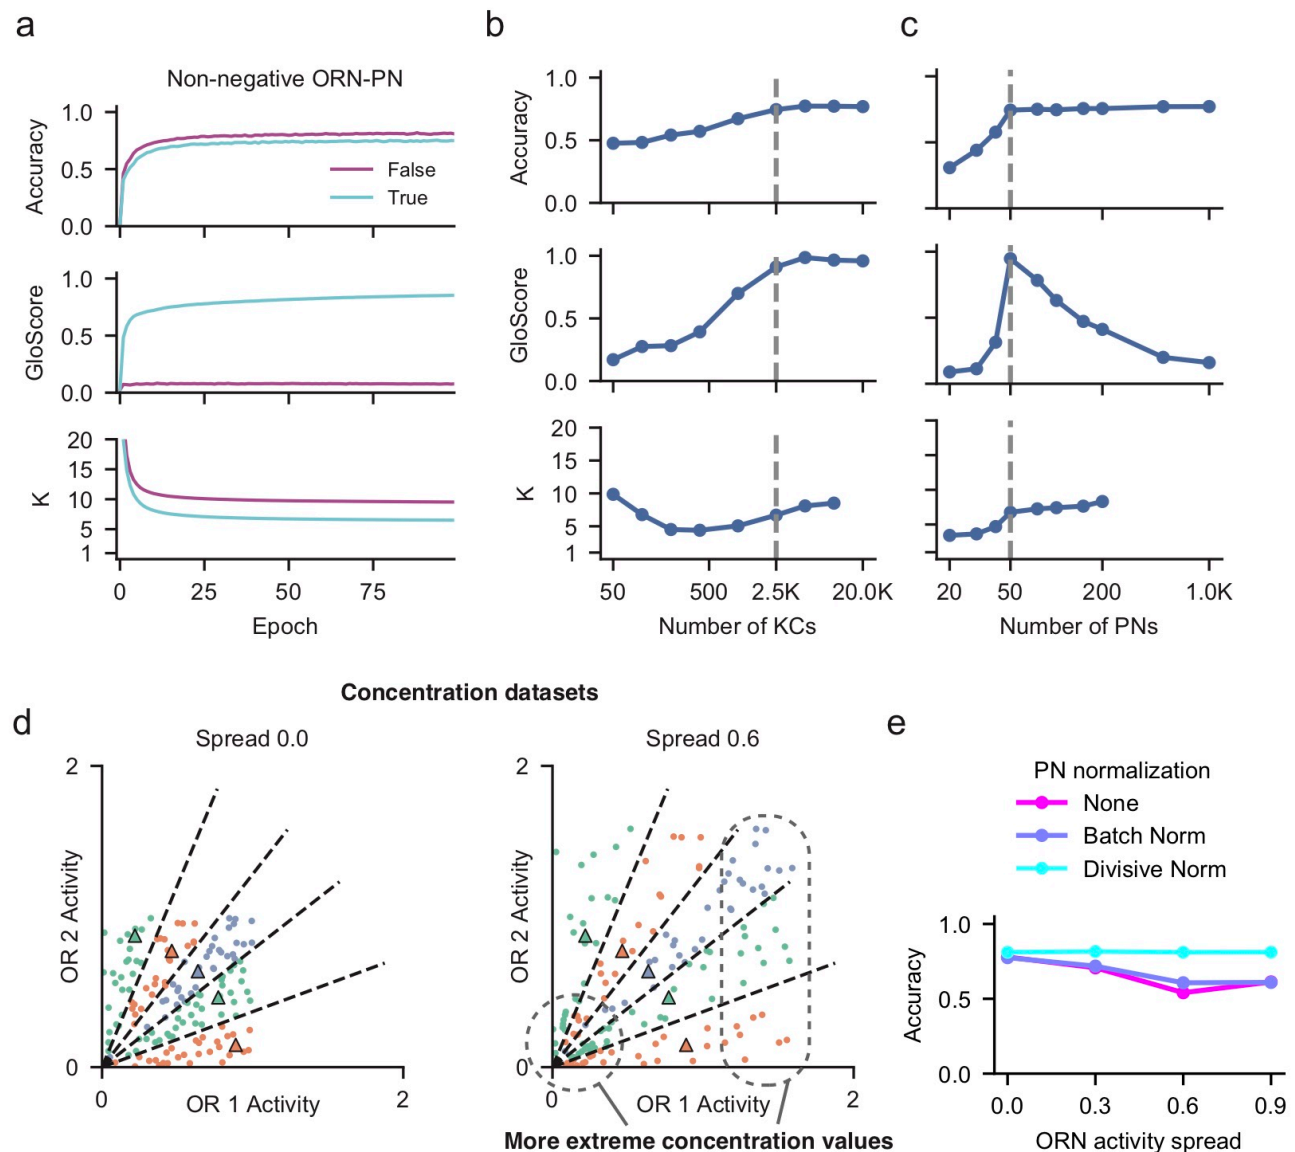 a
Non-negative ORN-PN
Accuracy
1.0
0.5
0.0
False
True
GloScore
1.0
0.5
0.0
K
20
15
10
5
1
0 25 50 75
Epoch
b
Accuracy
1.0
0.5
0.0
GloScore
1.0
0.5
0.0
K
20
15
10
5
1
50 500 2.5K 20.0K
Number of KCs
c
20 50 200 1.0K
Number of PNs
Concentration datasets
d
Spread 0.0
2
OR 2 Activity
0
0 OR 1 Activity 2
Spread 0.6
2
OR 2 Activity
0
0 OR 1 Activity 2
More extreme concentration values
e
PN normalization
None
Batch Norm
Divisive Norm
Accuracy
1.0
0.5
0.0
0.0 0.3 0.6 0.9
ORN activity spread